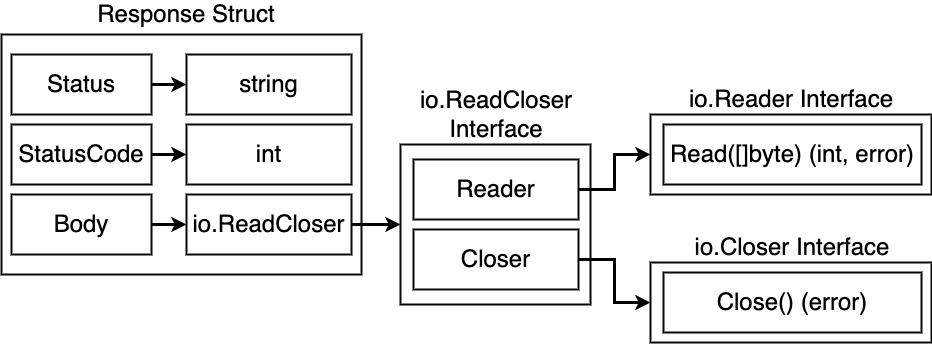 Response Struct
Status
string
StatusCode
int
Body
io.ReadCloser
io.ReadCloser
Interface
Reader
Closer
io.Reader Interface
Read([]byte) (int, error)
io.Closer Interface
Close() (error)